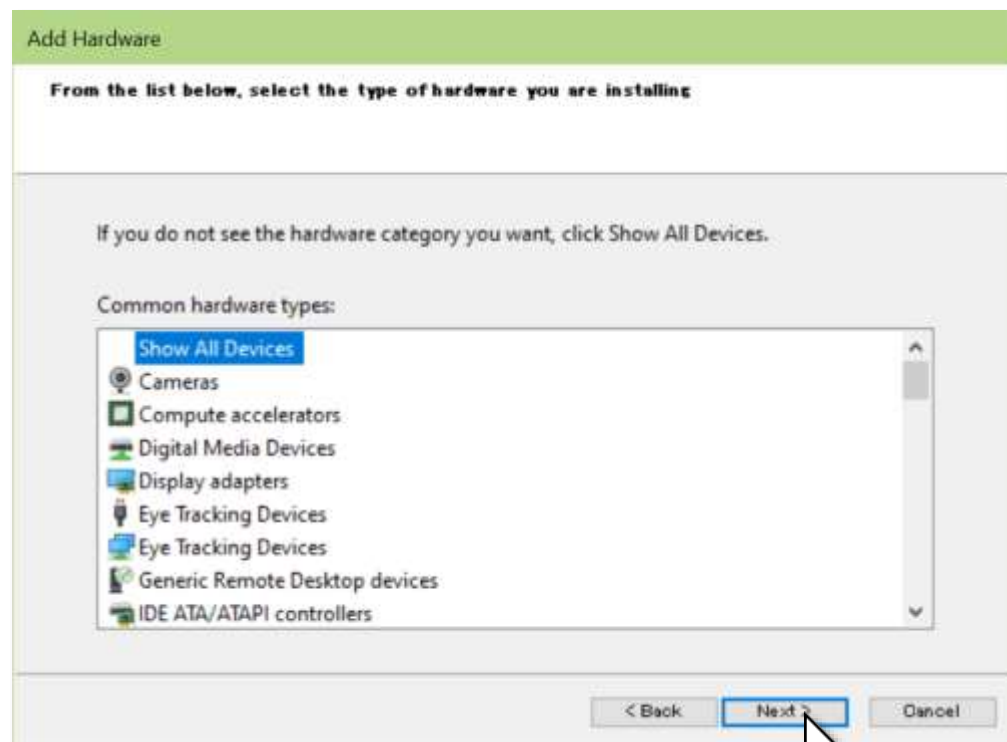 Add Hardware
From the list below, select the type of hardware you are installing
If you do not see the hardware category you want, click Show All Devices.
Common hardware types:
Show All Devices
Cameras
Compute accelerators
Digital Media Devices
Display adapters
Eye Tracking Devices
Eye Tracking Devices
Generic Remote Desktop devices
IDE ATA/ATAPI controllers
< Back Next > Cancel